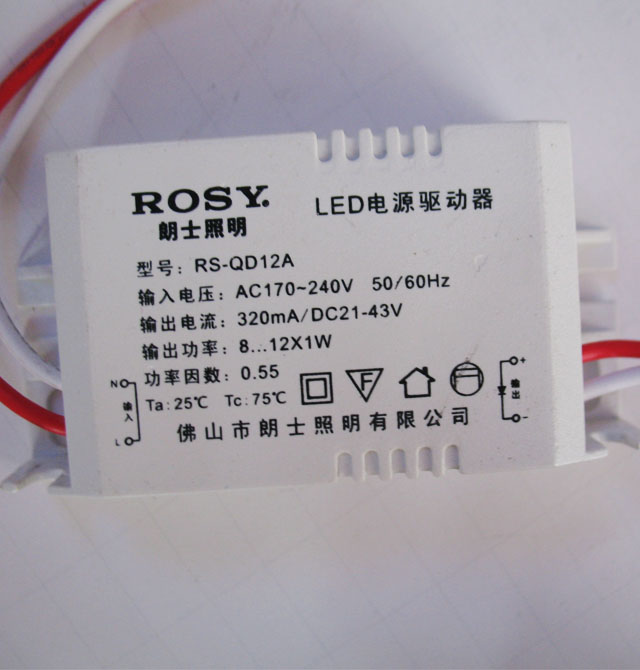 ROSY.
朗士照明
LED电源驱动器
型号: RS-QD12A
输入电压: AC170~240V 50/60Hz
输出电流: 320mA/DC21-43V
输出功率: 8...12X1W
功率因数: 0.55
Ta:25℃ Tc:75℃
F
N
输入
L
+
输出
-
佛山市朗士照明有限公司